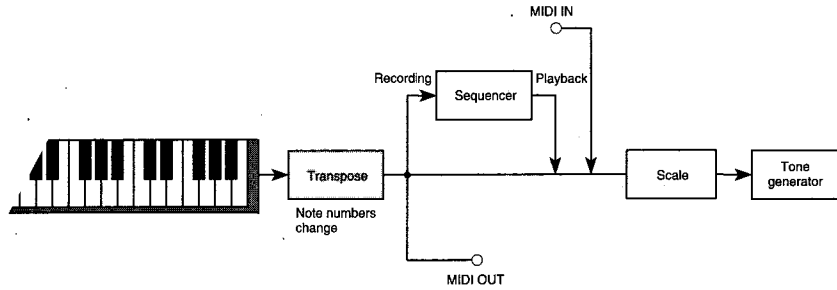 MIDI IN
Recording
Sequencer
Playback
Transpose
Note numbers
change
Scale
Tone
generator
MIDI OUT